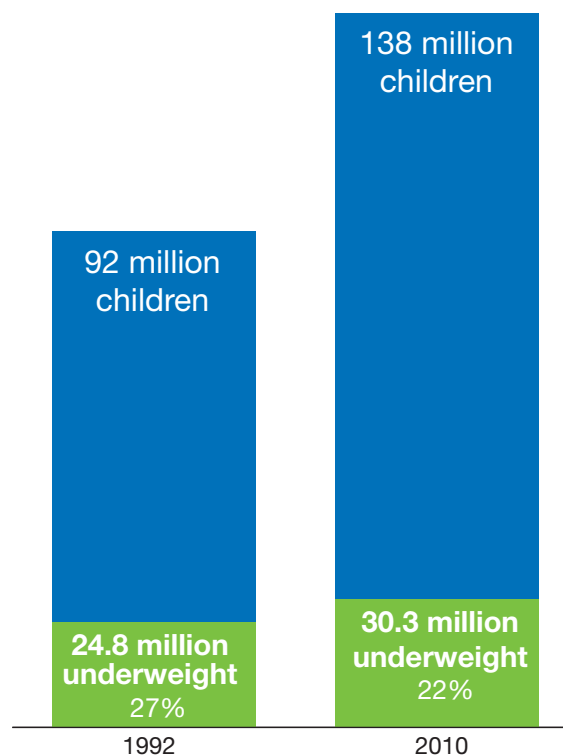 138 million
children
92 million
children
24.8 million
underweight
27%
30.3 million
underweight
22%
1992
2010